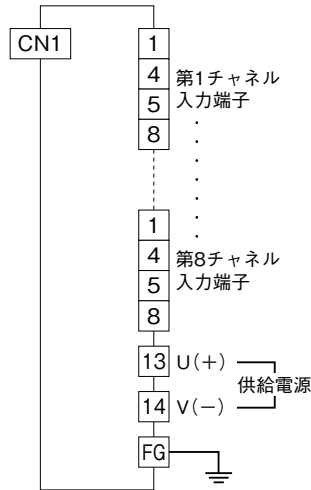 CN1
1
4
5
8
第1チャネル
入力端子
1
4
5
8
第8チャネル
入力端子
13 U(+)
14 V(－)
供給電源
FG